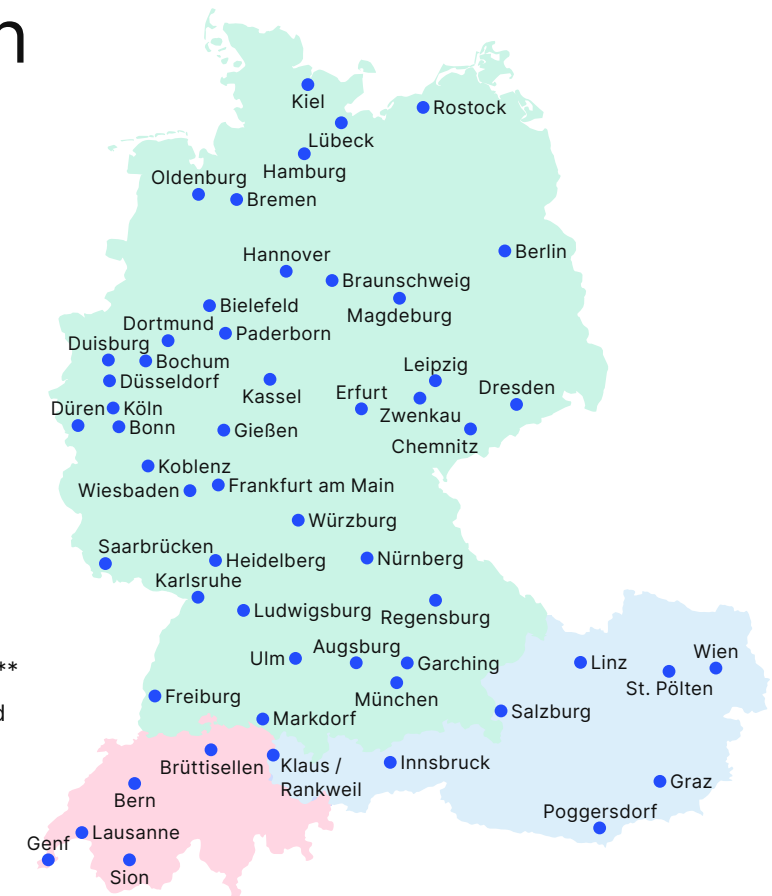 n
Kiel
Rostock
Lübeck
Hamburg
Oldenburg
Bremen
Berlin
Hannover
Braunschweig
Magdeburg
Bielefeld
Dortmund
Paderborn
Duisburg
Bochum
Leipzig
Düsseldorf
Kassel
Erfurt
Dresden
Düren
Köln
Zwenkau
Bonn
Gießen
Chemnitz
Koblenz
Wiesbaden
Frankfurt am Main
Würzburg
Saarbrücken
Heidelberg
Nürnberg
Karlsruhe
Ludwigsburg
Regensburg
Augsburg
Ulm
Garching
Linz
Wien
**
St. Pölten
München
Freiburg
d
Markdorf
Salzburg
Brüttisellen
Klaus /
Rankweil
Innsbruck
Graz
Bern
Poggersdorf
Lausanne
Genf
Sion